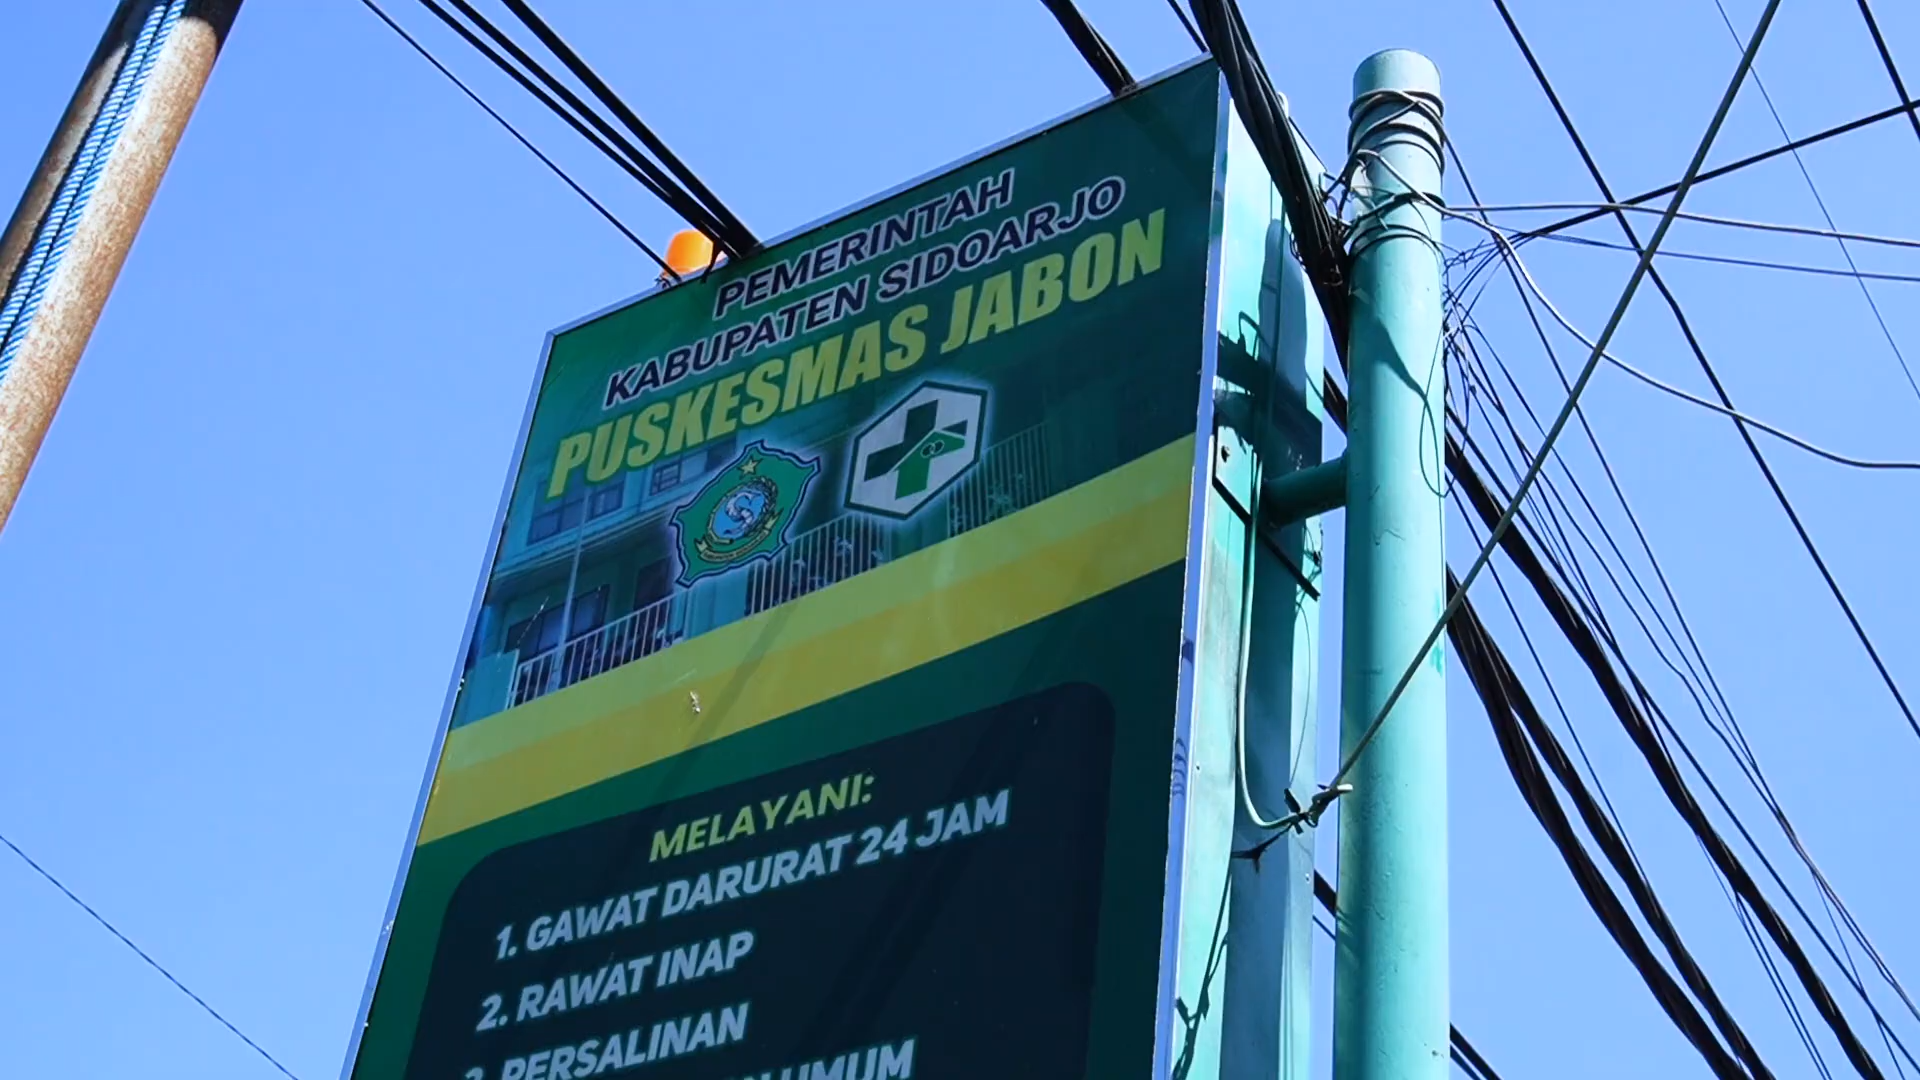 PEMERINTAH
KABUPATEN SIDOARJO
PUSKESMAS JABON
MELAYANI:
1. GAWAT DARURAT 24 JAM
2. RAWAT INAP
3. PERSALINAN
UMUM